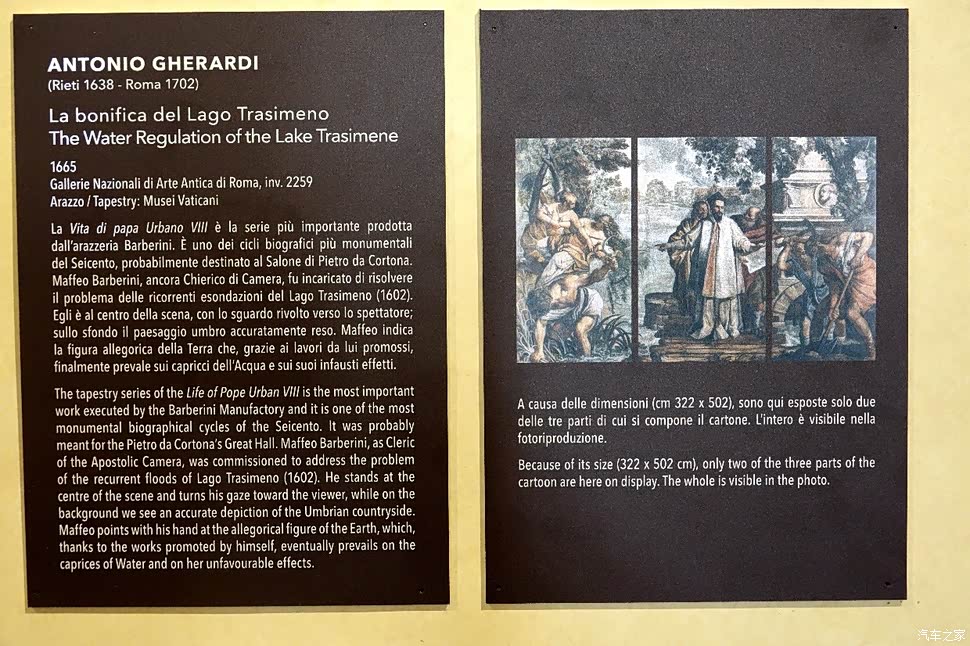 ANTONIO GHERARDI
(Rieti 1638 - Roma 1702)
La bonifica del Lago Trasimeno
The Water Regulation of the Lake Trasimene
1665
Gallerie Nazionali di Arte Antica di Roma, inv. 2259
Arazzo / Tapestry: Musei Vaticani
La Vita di papa Urbano VIII è la serie più importante prodotta
dall'arazzeria Barberini. È uno dei cicli biografici più monumentali
del Seicento, probabilmente destinato al Salone di Pietro da Cortona.
Maffeo Barberini, ancora Chierico di Camera, fu incaricato di risolvere
il problema delle ricorrenti esondazioni del Lago Trasimeno (1602).
Egli è al centro della scena, con lo sguardo rivolto verso lo spettatore;
sullo sfondo il paesaggio umbro accuratamente reso. Maffeo indica
la figura allegorica della Terra che, grazie ai lavori da lui promossi,
finalmente prevale sui capricci dell'Acqua e sui suoi infausti effetti.
The tapestry series of the Life of Pope Urban VIII is the most important
work executed by the Barberini Manufactory and it is one of the most
monumental biographical cycles of the Seicento. It was probably
meant for the Pietro da Cortona's Great Hall. Maffeo Barberini, as Cleric
of the Apostolic Camera, was commissioned to address the problem
of the recurrent floods of Lago Trasimeno (1602). He stands at the
centre of the scene and turns his gaze toward the viewer, while on the
background we see an accurate depiction of the Umbrian countryside.
Maffeo points with his hand at the allegorical figure of the Earth, which,
thanks to the works promoted by himself, eventually prevails on the
caprices of Water and on her unfavourable effects.
A causa delle dimensioni (cm 322 x 502), sono qui esposte solo due
delle tre parti di cui si compone il cartone. L'intero è visibile nella
fotoriproduzione.
Because of its size (322 x 502 cm), only two of the three parts of the
cartoon are here on display. The whole is visible in the photo.
汽车之家